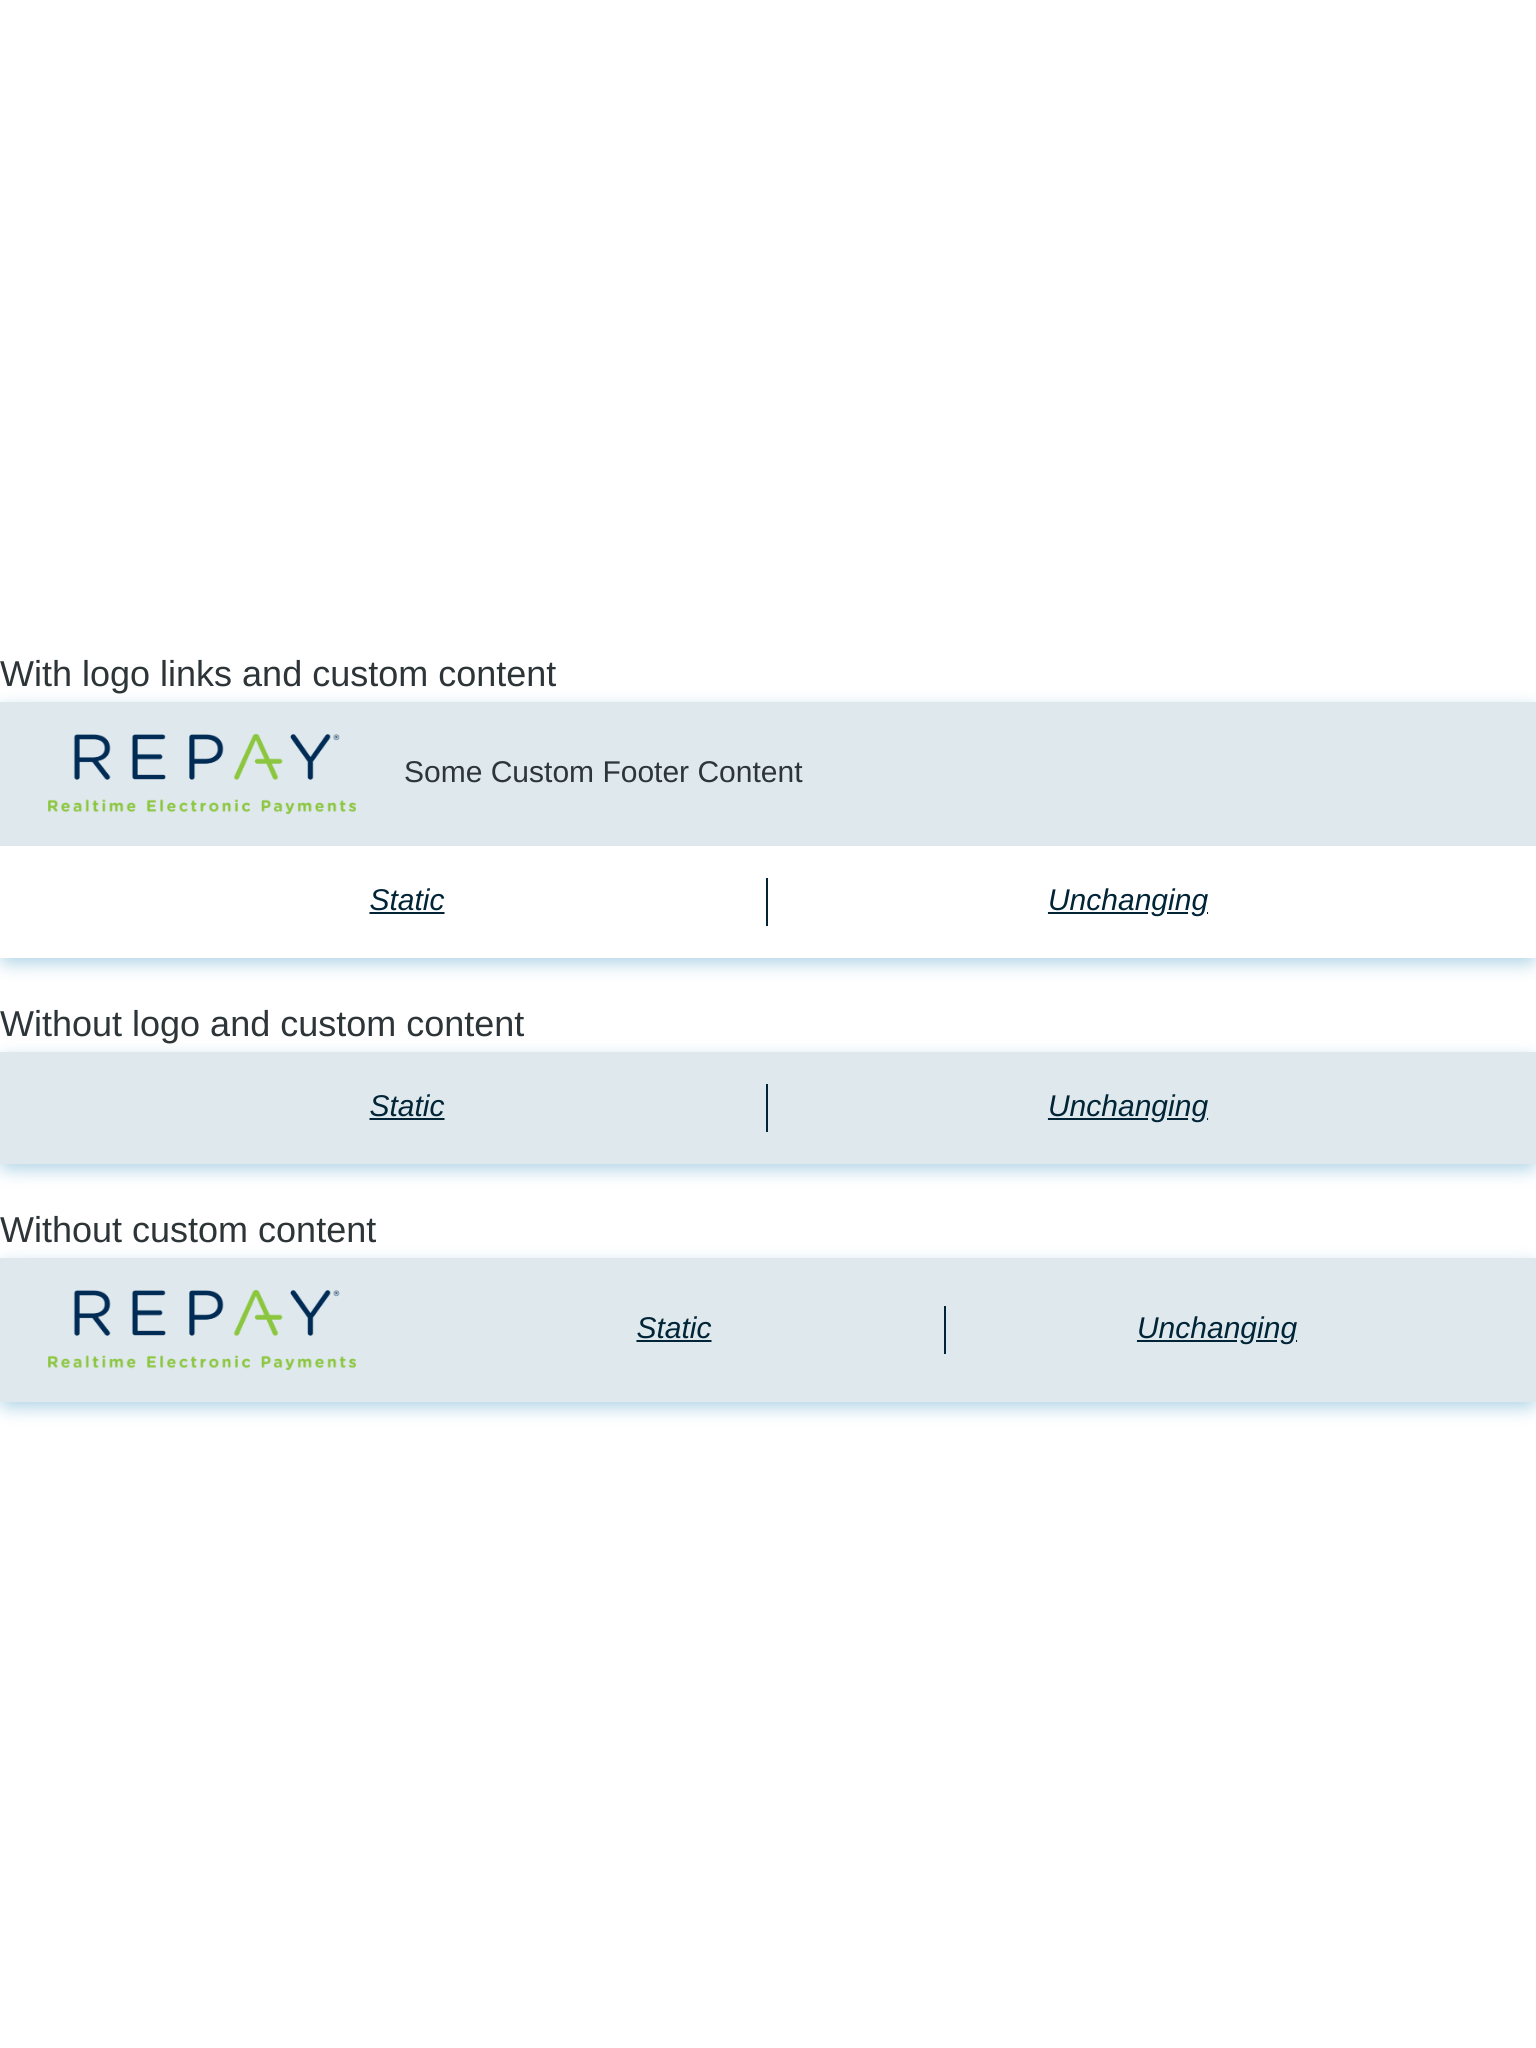 With logo links and custom content
REPAY®
Realtime Electronic Payments
Some Custom Footer Content
Static
Unchanging
Without logo and custom content
Static
Unchanging
Without custom content
REPAY®
Realtime Electronic Payments
Static
Unchanging